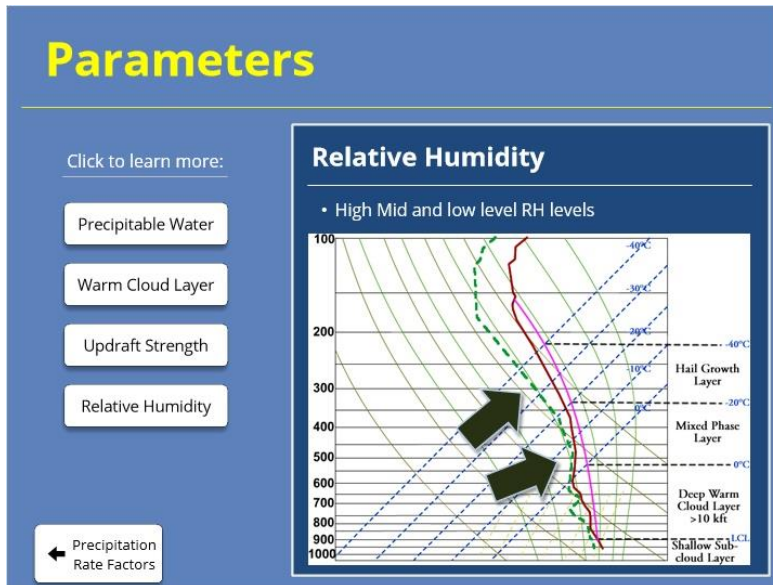 Parameters
Click to learn more:
Precipitable Water
Warm Cloud Layer
Updraft Strength
Relative Humidity
Precipitation
Rate Factors
Relative Humidity
• High Mid and low level RH levels
100
200
300
400
500
600
700
800
900
1000
-40°C
-30°C
-20°C
-10°C
0°C
-40°C
Hail Growth
Layer
-20°C
Mixed Phase
Layer
0°C
Deep Warm
Cloud Layer
>10 kft
LCL
Shallow Sub-
cloud Layer